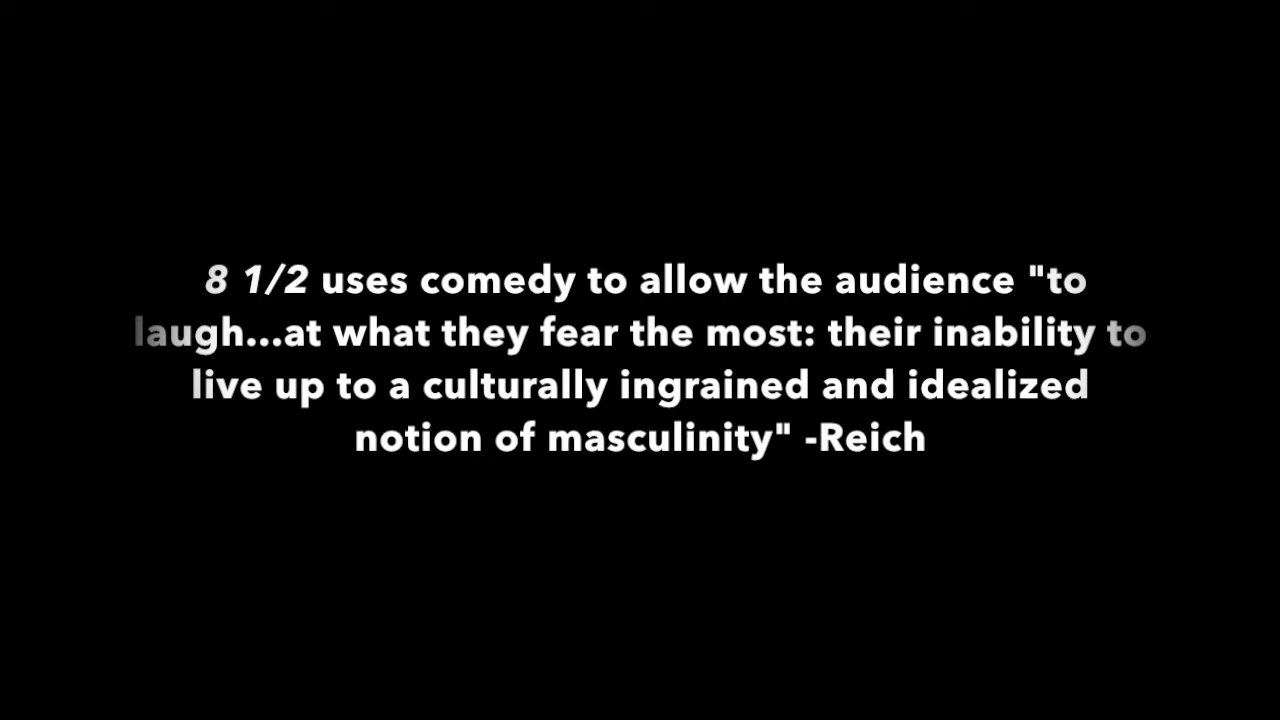 8 1/2 uses comedy to allow the audience "to
laugh...at what they fear the most: their inability to
live up to a culturally ingrained and idealized
notion of masculinity" -Reich